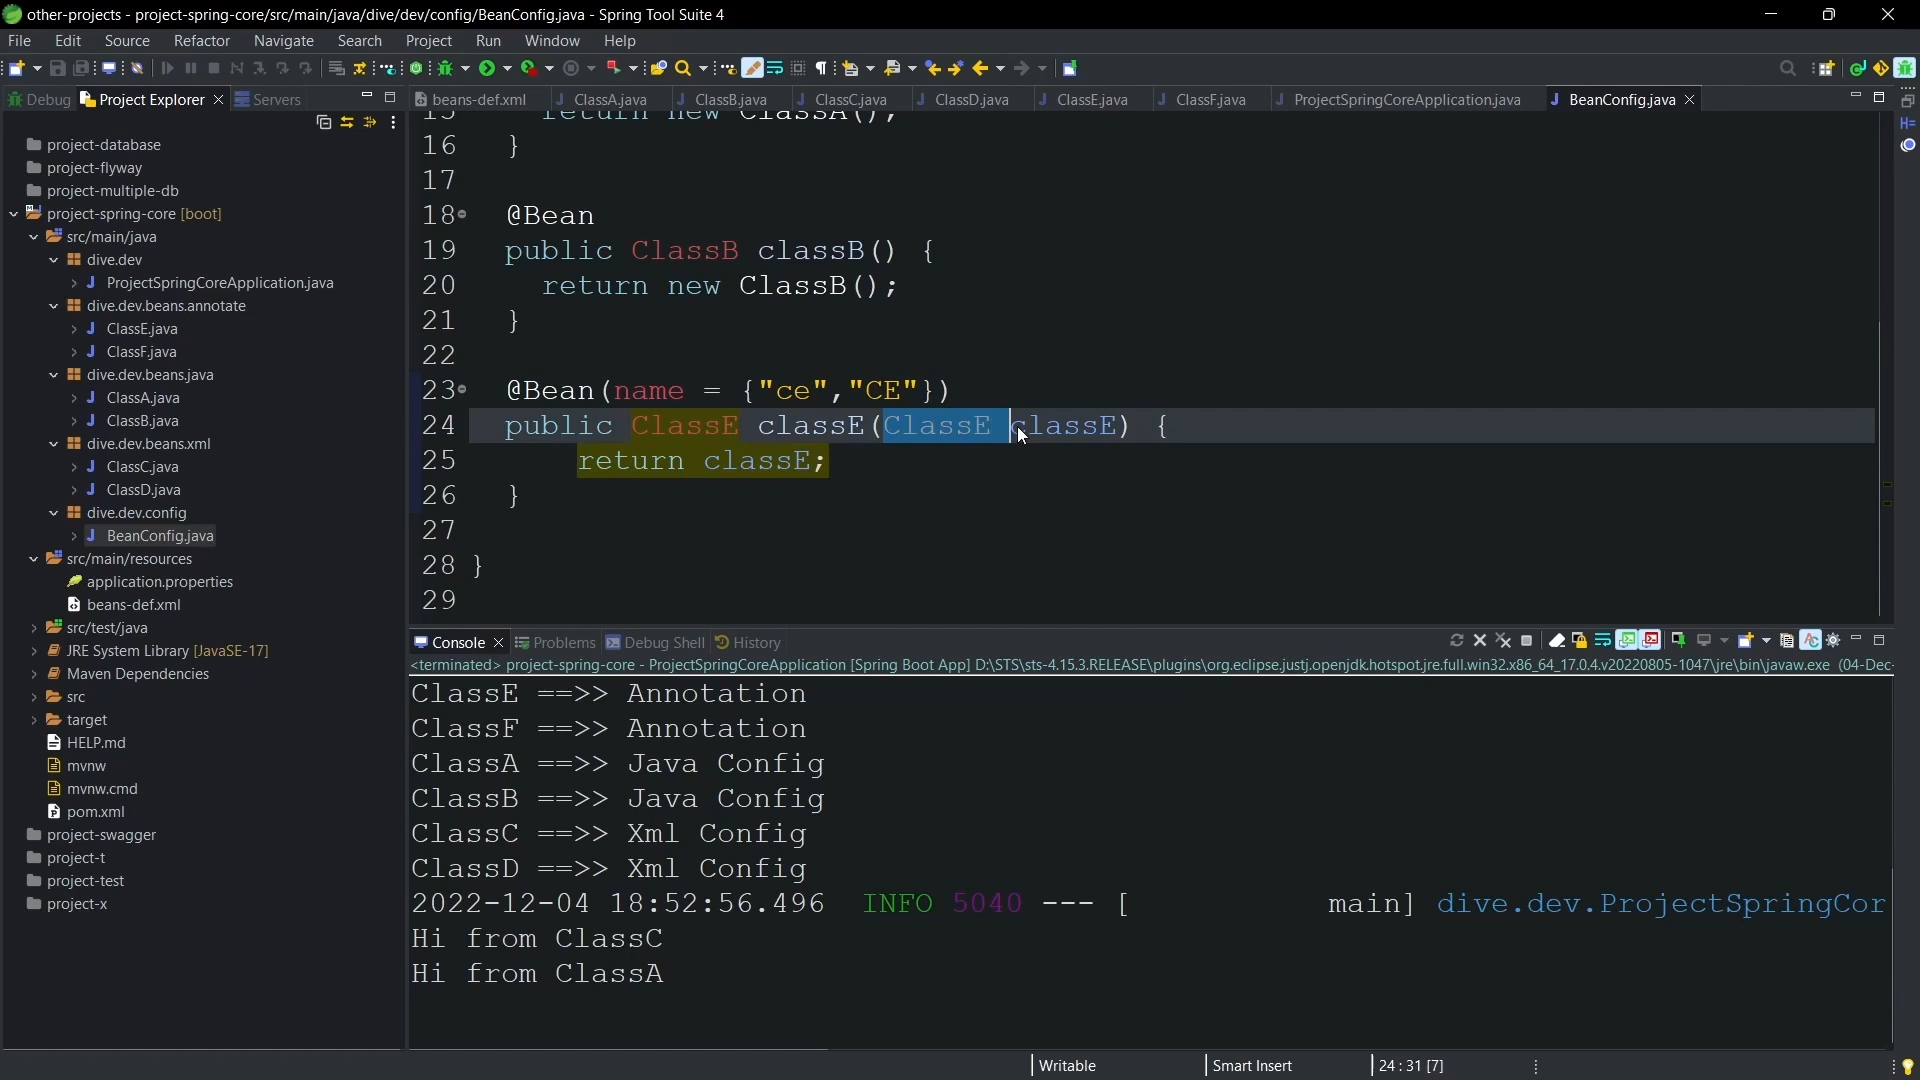 other-projects - project-spring-core/src/main/java/dive/dev/config/BeanConfig.java - Spring Tool Suite 4
File Edit Source Refactor Navigate Search Project Run Window Help
Debug Project Explorer Servers
beans-def.xml ClassA.java ClassB.java ClassC.java ClassD.java ClassE.java ClassF.java ProjectSpringCoreApplication.java BeanConfig.java
project-database
project-flyway
project-multiple-db
project-spring-core [boot]
src/main/java
dive.dev
ProjectSpringCoreApplication.java
dive.dev.beans.annotate
ClassE.java
ClassF.java
dive.dev.beans.java
ClassA.java
ClassB.java
dive.dev.beans.xml
ClassC.java
ClassD.java
dive.dev.config
BeanConfig.java
src/main/resources
application.properties
beans-def.xml
src/test/java
JRE System Library [JavaSE-17]
Maven Dependencies
src
target
HELP.md
mvnw
mvnw.cmd
pom.xml
project-swagger
project-t
project-test
project-x
15 return new ClassA();
16 }
17
18 @Bean
19 public ClassB classB() {
20 return new ClassB();
21 }
22
23 @Bean(name = {"ce","CE"})
24 public ClassE classE(ClassE classE) {
25 return classE;
26 }
27
28 }
29
Console Problems Debug Shell History
<terminated> project-spring-core - ProjectSpringCoreApplication [Spring Boot App] D:\STS\sts-4.15.3.RELEASE\plugins\org.eclipse.justj.openjdk.hotspot.jre.full.win32.x86_64_17.0.4.v20220805-1047\jre\bin\javaw.exe (04-Dec-
ClassE ==>> Annotation
ClassF ==>> Annotation
ClassA ==>> Java Config
ClassB ==>> Java Config
ClassC ==>> Xml Config
ClassD ==>> Xml Config
2022-12-04 18:52:56.496 INFO 5040 --- [ main] dive.dev.ProjectSpringCor
Hi from ClassC
Hi from ClassA
Writable Smart Insert 24 : 31 [7]